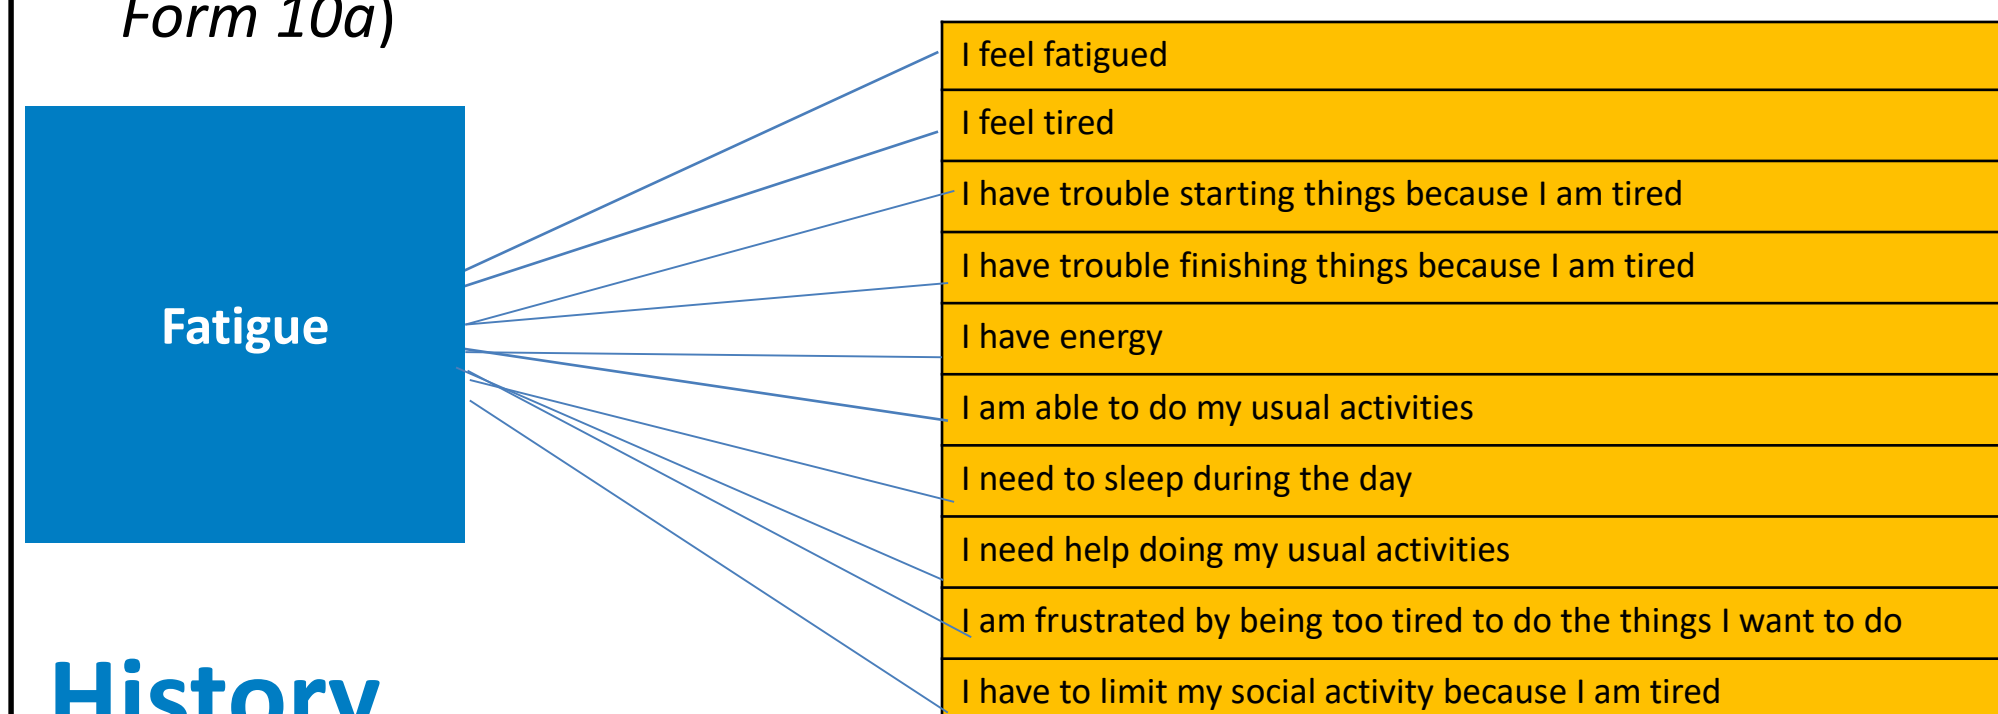 Form 10a)
I feel fatigued
I feel tired
I have trouble starting things because I am tired
I have trouble finishing things because I am tired
Fatigue
I have energy
I am able to do my usual activities
I need to sleep during the day
I need help doing my usual activities
I am frustrated by being too tired to do the things I want to do
I have to limit my social activity because I am tired
History